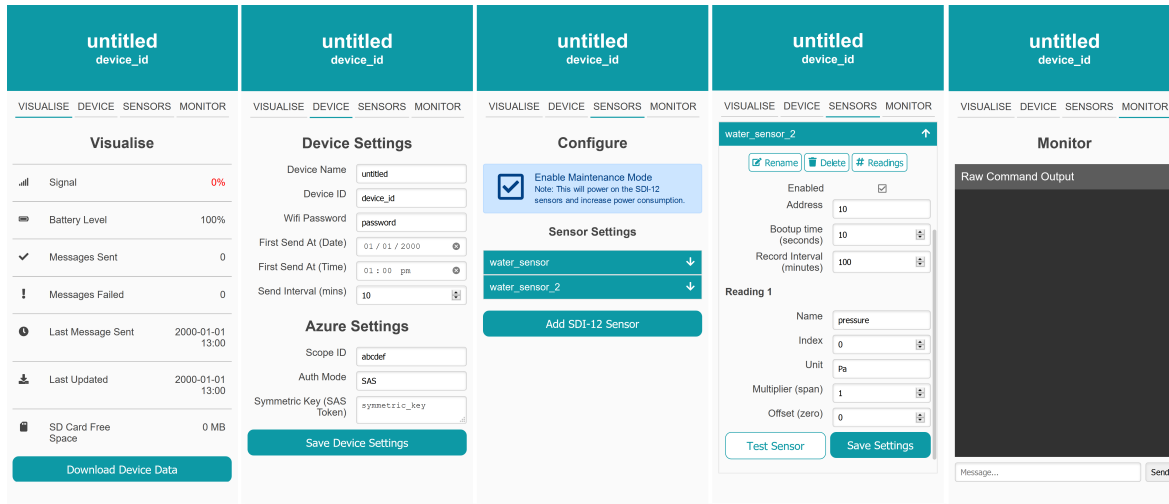 untitled
device_id
VISUALISE DEVICE SENSORS MONITOR
Visualise
Signal 0%
Battery Level 100%
Messages Sent 0
Messages Failed 0
Last Message Sent 2000-01-01
13:00
Last Updated 2000-01-01
13:00
SD Card Free 0 MB
Space
Download Device Data
untitled
device_id
VISUALISE DEVICE SENSORS MONITOR
Device Settings
Device Name untitled
Device ID device_id
Wifi Password password
First Send At (Date) 01/01/2000
First Send At (Time) 01:00 pm
Send Interval (mins) 10
Azure Settings
Scope ID abcdef
Auth Mode SAS
Symmetric Key (SAS symmetric_key
Token)
Save Device Settings
untitled
device_id
VISUALISE DEVICE SENSORS MONITOR
Configure
Enable Maintenance Mode
Note: This will power on the SDI-12
sensors and increase power consumption.
Sensor Settings
water_sensor
water_sensor_2
Add SDI-12 Sensor
untitled
device_id
VISUALISE DEVICE SENSORS MONITOR
water_sensor_2
Rename Delete # Readings
Enabled
Address 10
Bootup time 10
(seconds)
Record Interval 100
(minutes)
Reading 1
Name pressure
Index 0
Unit Pa
Multiplier (span) 1
Offset (zero) 0
Test Sensor Save Settings
untitled
device_id
VISUALISE DEVICE SENSORS MONITOR
Monitor
Raw Command Output
Message... Send